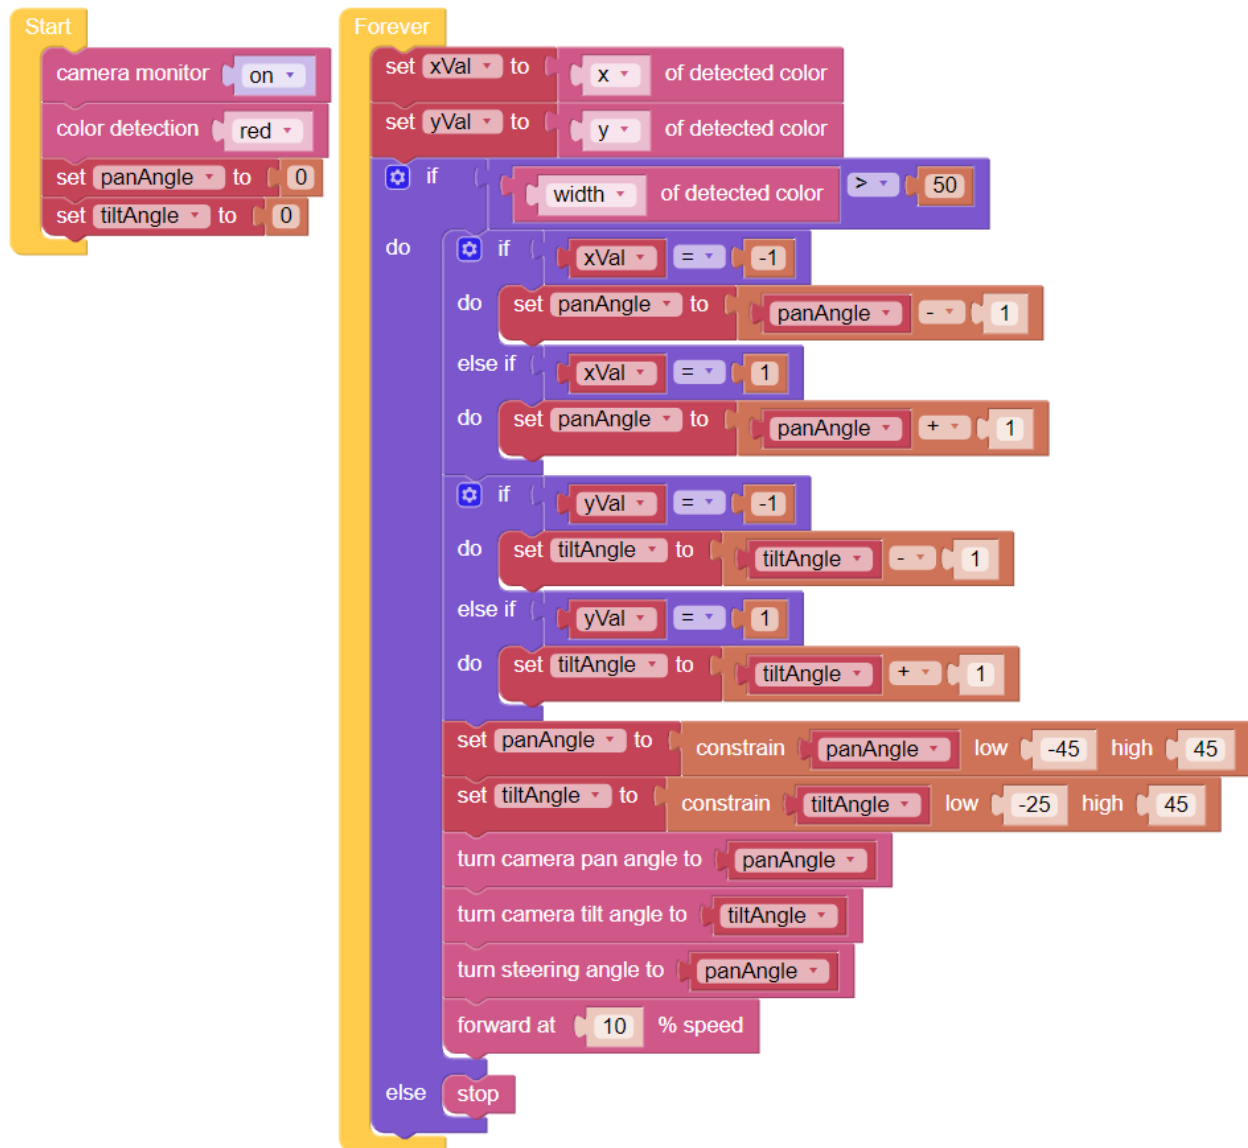 Start
camera monitor on
color detection red
set panAngle to 0
set tiltAngle to 0
Forever
set xVal to x of detected color
set yVal to y of detected color
if width of detected color > 50
do if xVal = -1
do set panAngle to panAngle - 1
else if xVal = 1
do set panAngle to panAngle + 1
if yVal = -1
do set tiltAngle to tiltAngle - 1
else if yVal = 1
do set tiltAngle to tiltAngle + 1
set panAngle to constrain panAngle low -45 high 45
set tiltAngle to constrain tiltAngle low -25 high 45
turn camera pan angle to panAngle
turn camera tilt angle to tiltAngle
turn steering angle to panAngle
forward at 10 % speed
else stop